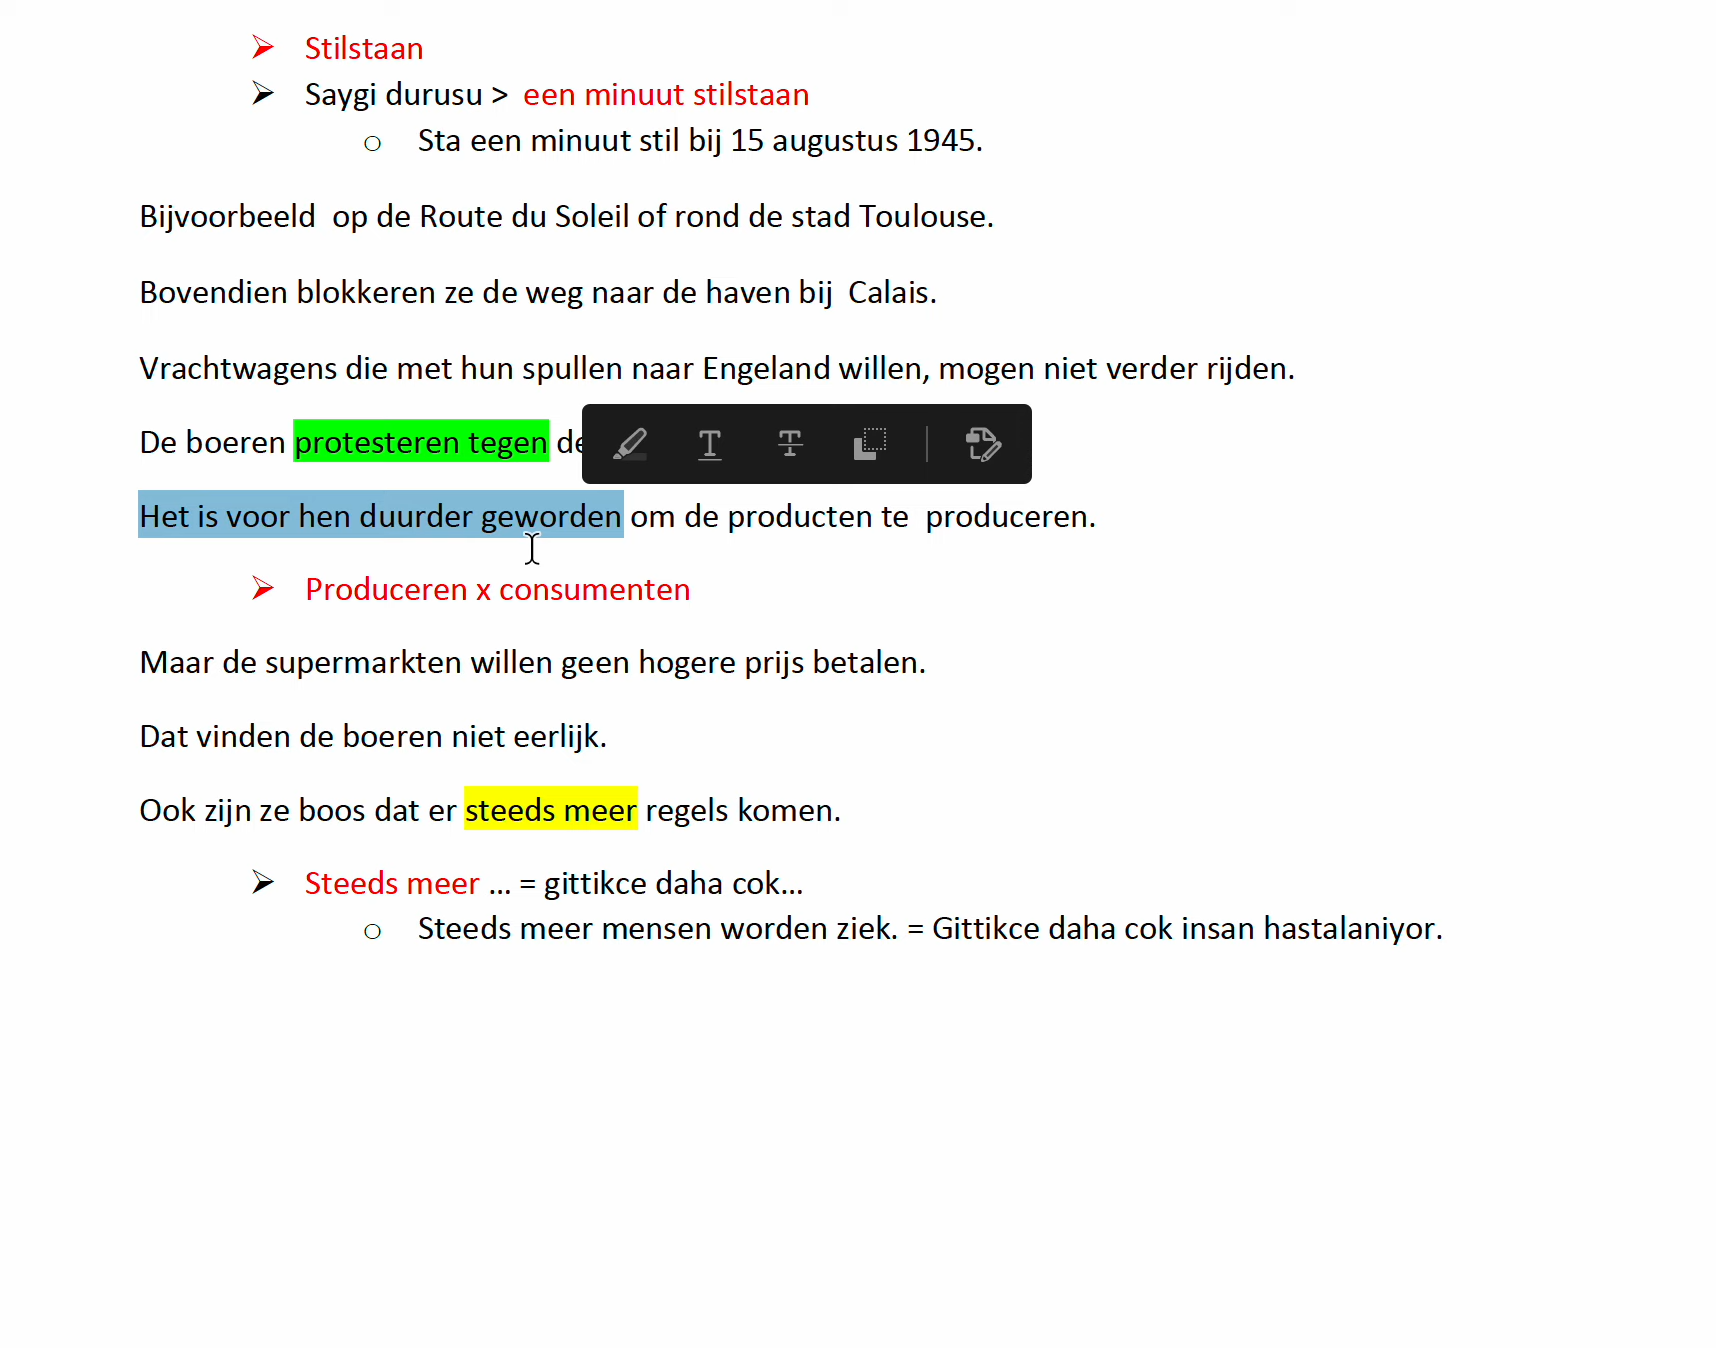 Stilstaan
Saygi durusu > een minuut stilstaan
Sta een minuut stil bij 15 augustus 1945.
Bijvoorbeeld op de Route du Soleil of rond de stad Toulouse.
Bovendien blokkeren ze de weg naar de haven bij Calais.
Vrachtwagens die met hun spullen naar Engeland willen, mogen niet verder rijden.
De boeren protesteren tegen
Het is voor hen duurder geworden om de producten te produceren.
Produceren x consumenten
Maar de supermarkten willen geen hogere prijs betalen.
Dat vinden de boeren niet eerlijk.
Ook zijn ze boos dat er steeds meer regels komen.
Steeds meer ... = gittikce daha cok...
Steeds meer mensen worden ziek. = Gittikce daha cok insan hastalaniyor.